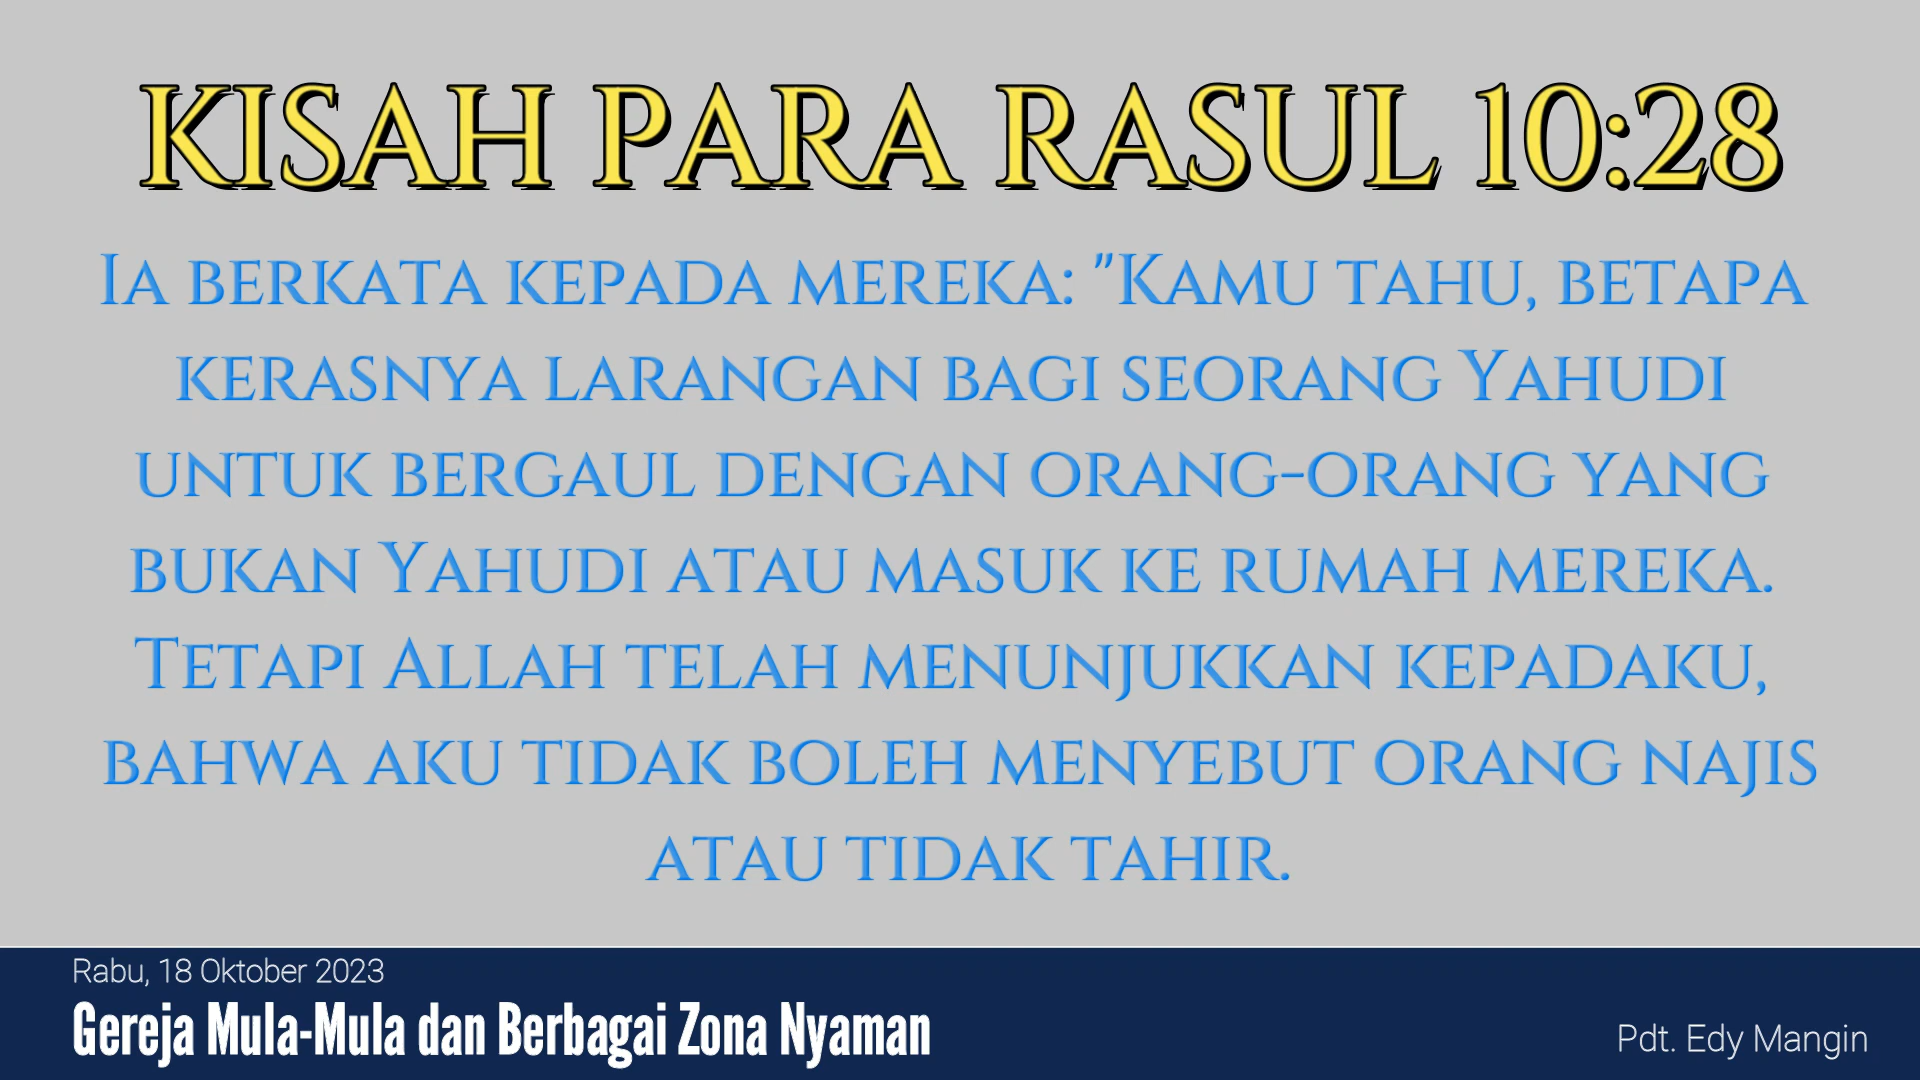 KISAH PARA RASUL 10:28
Ia berkata kepada mereka: "Kamu tahu, betapa
kerasnya larangan bagi seorang Yahudi
untuk bergaul dengan orang-orang yang
bukan Yahudi atau masuk ke rumah mereka.
Tetapi Allah telah menunjukkan kepadaku,
bahwa aku tidak boleh menyebut orang najis
atau tidak tahir.
Rabu, 18 Oktober 2023
Gereja Mula-Mula dan Berbagai Zona Nyaman
Pdt. Edy Mangin